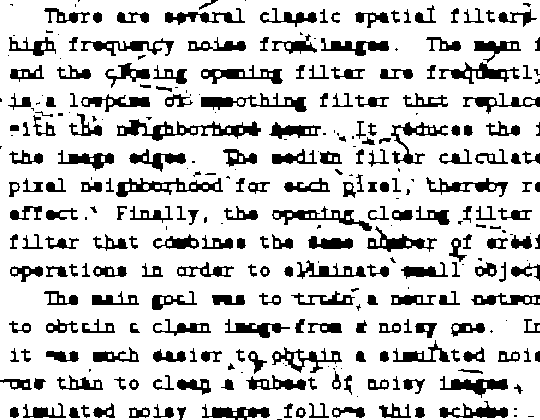 There are several classic spatial filters
high frequency noise from images. The mean f
and the closing opening filter are frequently
is a lowpass or smoothing filter that replace
with the neighborhood mean. It reduces the i
the image edges. The median filter calculate
pixel neighborhood for each pixel, thereby re
effect. Finally, the opening closing filter
filter that combines the same number of erosi
operations in order to eliminate small object
The main goal was to train a neural networ
to obtain a clean image from a noisy one. In
it was much easier to obtain a simulated nois
one than to clean a subset of noisy images.
simulated noisy images follows this scheme: